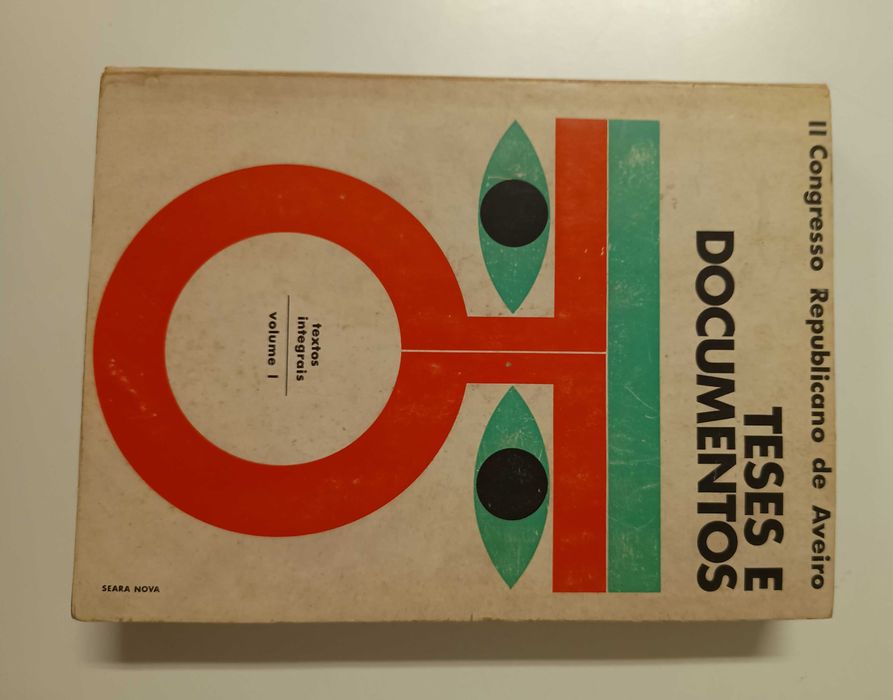 II Congresso Republicano de Aveiro
TESES E
DOCUMENTOS
textos
integrais
volume I
SEARA NOVA